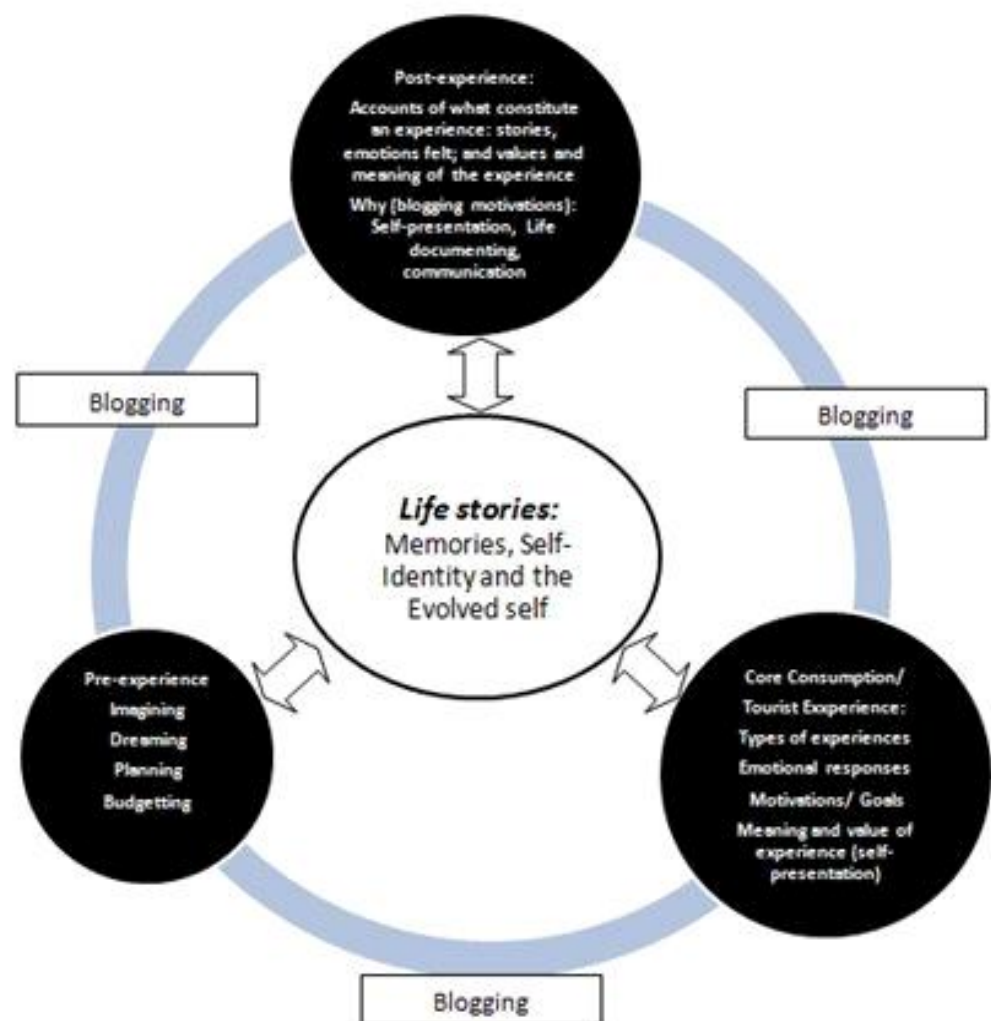 Post-experience:
Accounts of what constitute
an experience: stories,
emotions felt; and values and
meaning of the experience
Why (blogging motivations):
Self-presentation, Life
documenting,
communication
Blogging
Blogging
Life stories:
Memories, Self-
Identity and the
Evolved self
Pre-experience
Imagining
Dreaming
Planning
Budgetting
Core Consumption/
Tourist Exxperience:
Types of experiences
Emotional responses
Motivations/ Goals
Meaning and value of
experience (self-
presentation)
Blogging